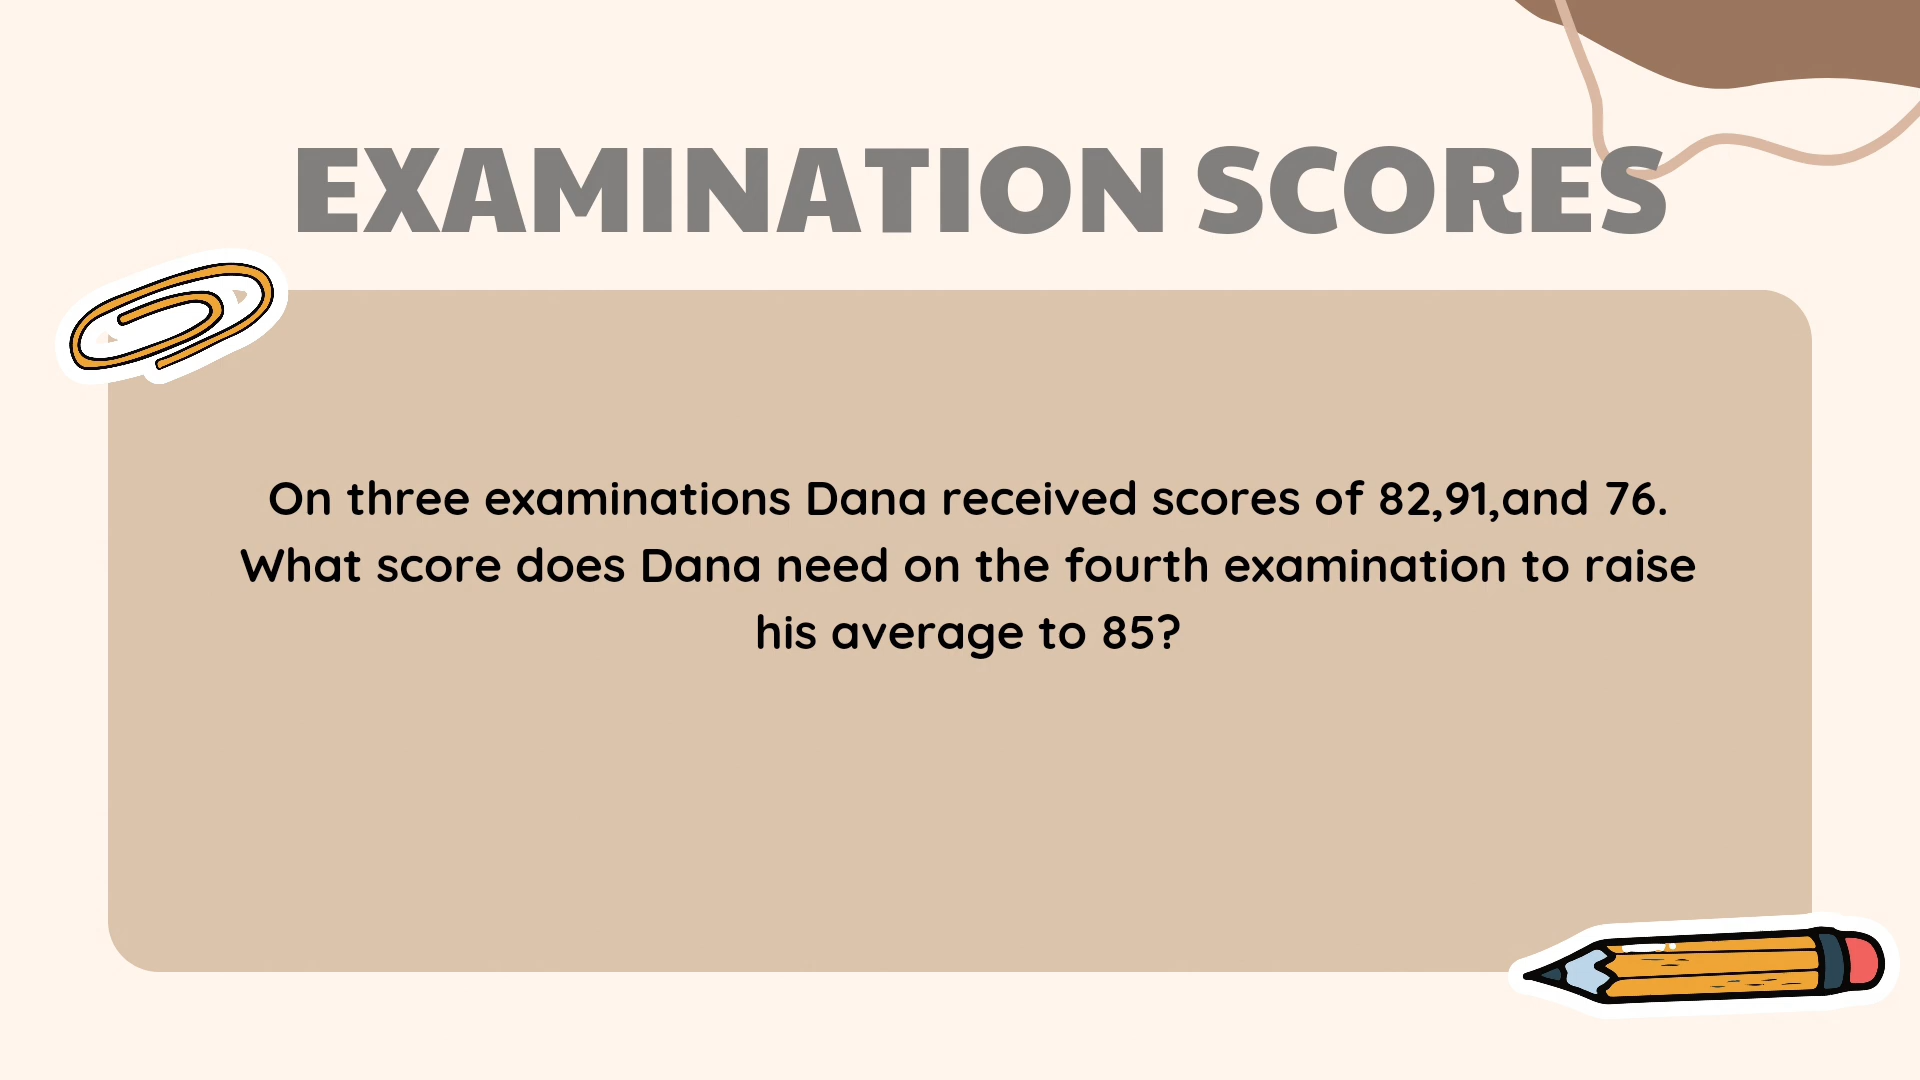 EXAMINATION SCORES
On three examinations Dana received scores of 82,91,and 76.
What score does Dana need on the fourth examination to raise
his average to 85?